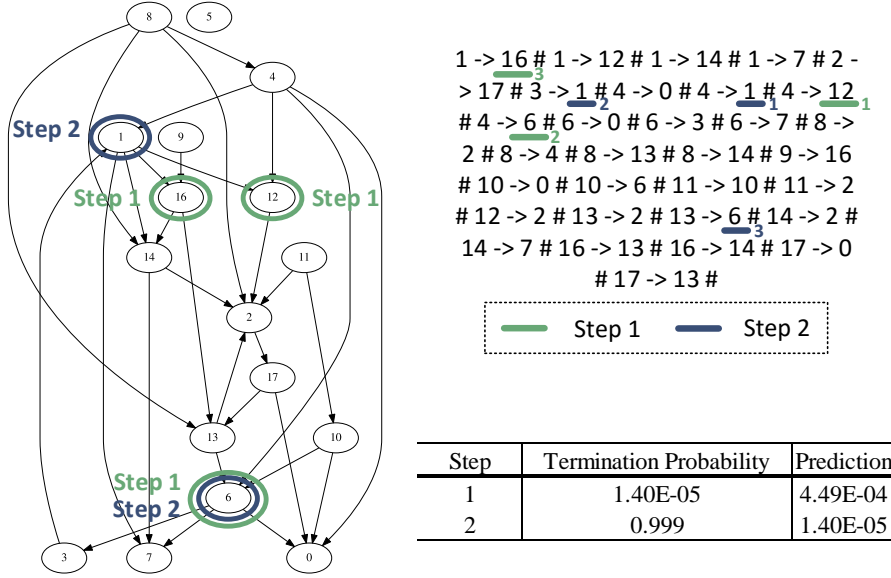 8
5
4
Step 2
1
9
Step 1
16
12
Step 1
14
11
2
17
13
10
Step 1
Step 2
6
3
7
0
1 -> 16 # 1 -> 12 # 1 -> 14 # 1 -> 7 # 2 -
3
> 17 # 3 -> 1 # 4 -> 0 # 4 -> 1 # 4 -> 12
2 1 1
# 4 -> 6 # 6 -> 0 # 6 -> 3 # 6 -> 7 # 8 ->
2
2 # 8 -> 4 # 8 -> 13 # 8 -> 14 # 9 -> 16
# 10 -> 0 # 10 -> 6 # 11 -> 10 # 11 -> 2
# 12 -> 2 # 13 -> 2 # 13 -> 6 # 14 -> 2 #
3
14 -> 7 # 16 -> 13 # 16 -> 14 # 17 -> 0
# 17 -> 13 #
Step 1 Step 2
Step Termination Probability Prediction
1 1.40E-05 4.49E-04
2 0.999 1.40E-05